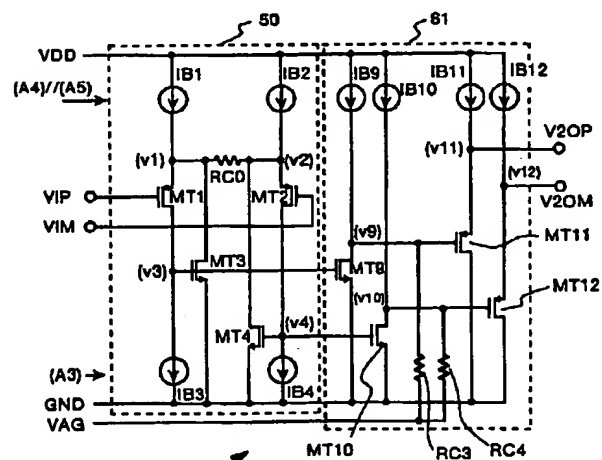 50 81
VDD
IB1 IB2 IB9 IB10 IB11 IB12
(A4)//(A5)
(v1) RC0 (v2) (v11) V2OP
(v12)
VIP MT1 MT2 V2OM
VIM
(v9) MT11
(v3) MT3 MT9
(v10) MT12
MT4 (v4)
(A3)
IB3 IB4
GND
VAG
MT10 RC3 RC4